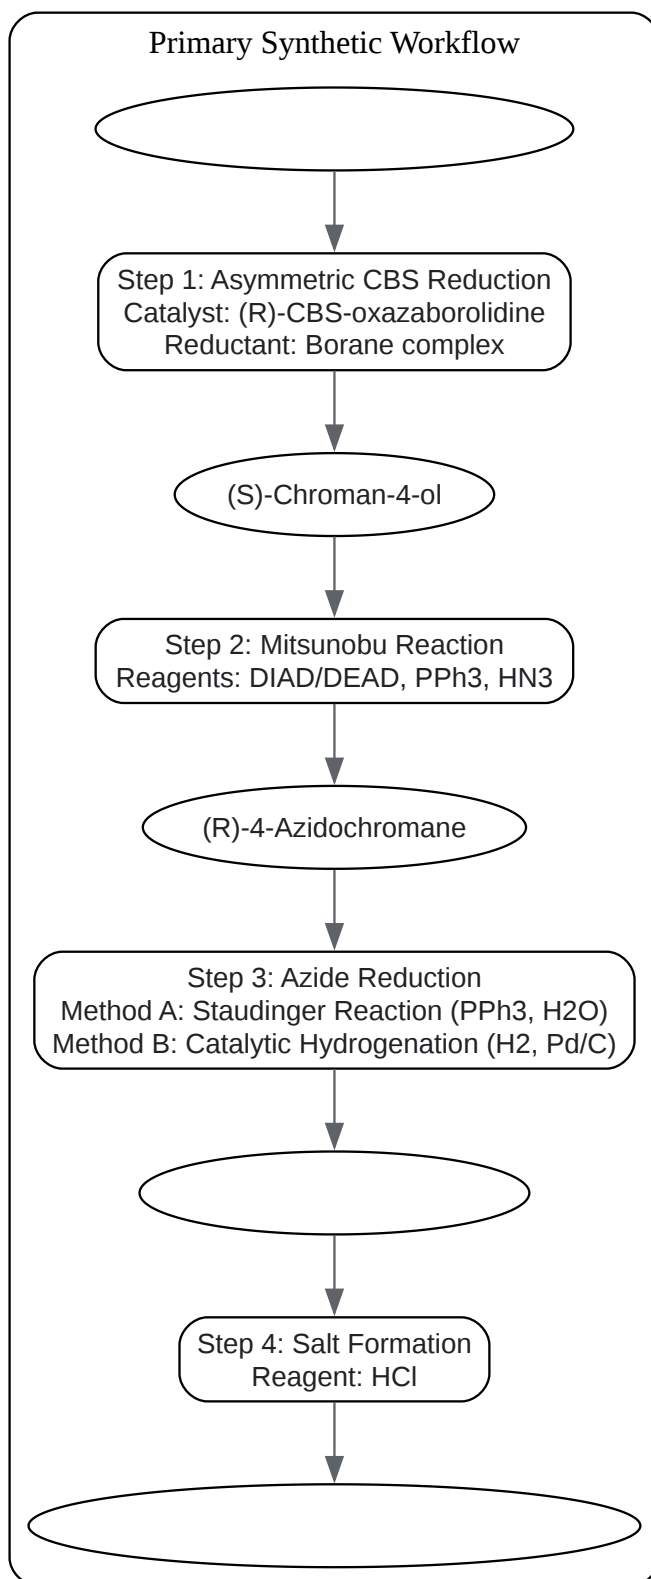 Primary Synthetic Workflow
Step 1: Asymmetric CBS Reduction
Catalyst: (R)-CBS-oxazaborolidine
Reductant: Borane complex
(S)-Chroman-4-ol
Step 2: Mitsunobu Reaction
Reagents: DIAD/DEAD, PPh3, HN3
(R)-4-Azidochromane
Step 3: Azide Reduction
Method A: Staudinger Reaction (PPh3, H2O)
Method B: Catalytic Hydrogenation (H2, Pd/C)
Step 4: Salt Formation
Reagent: HCl